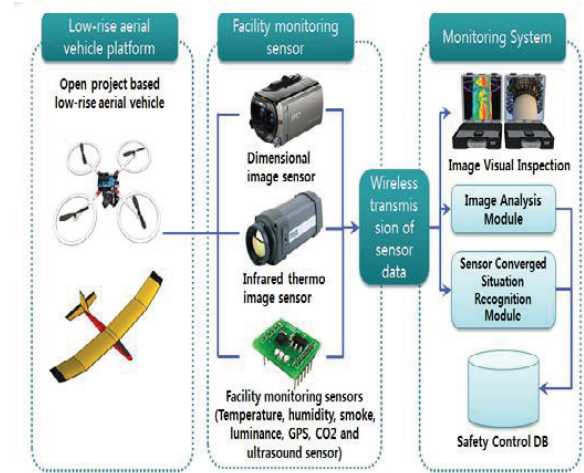 Low-rise aerial
vehicle platform
Open project based
low-rise aerial vehicle
Facility monitoring
sensor
Dimensional
image sensor
Infrared thermo
image sensor
Facility monitoring sensors
(Temperature, humidity, smoke,
luminance, GPS, CO2 and
ultrasound sensor)
Wireless
transmis
sion of
sensor
data
Monitoring System
Image Visual Inspection
Image Analysis
Module
Sensor Converged
Situation
Recognition
Module
Safety Control DB